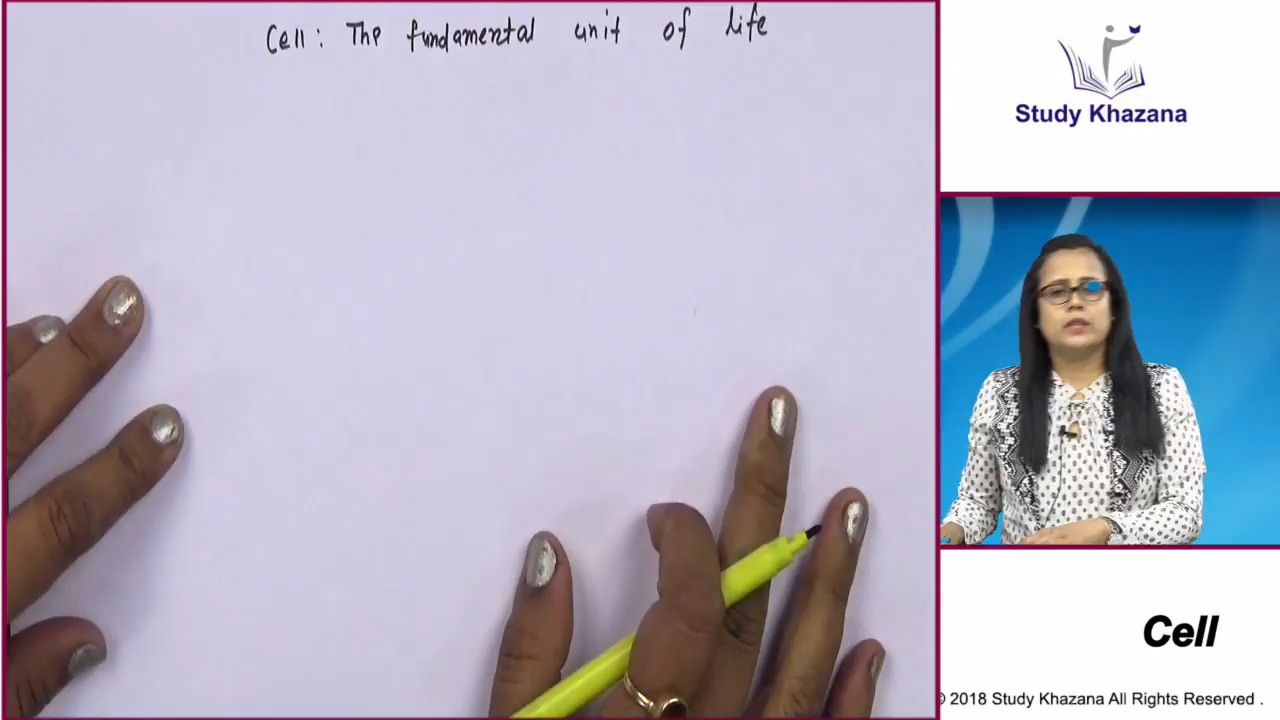 Cell : The fundamental unit of life
Study Khazana
Cell
© 2018 Study Khazana All Rights Reserved .